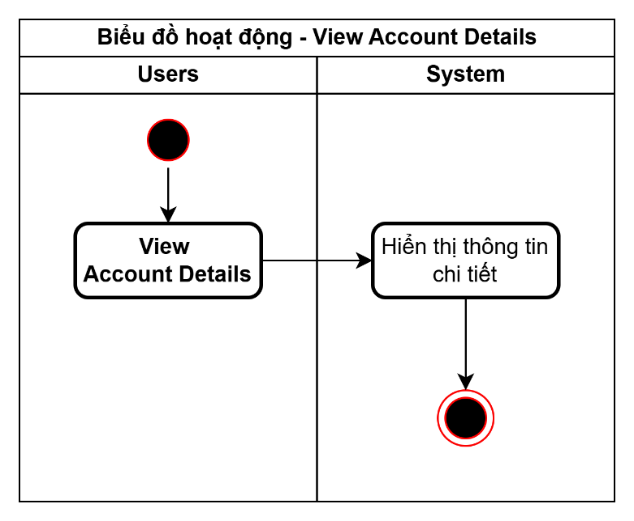 Biểu đồ hoạt động - View Account Details
Users
System
View
Account Details
Hiển thị thông tin
chi tiết